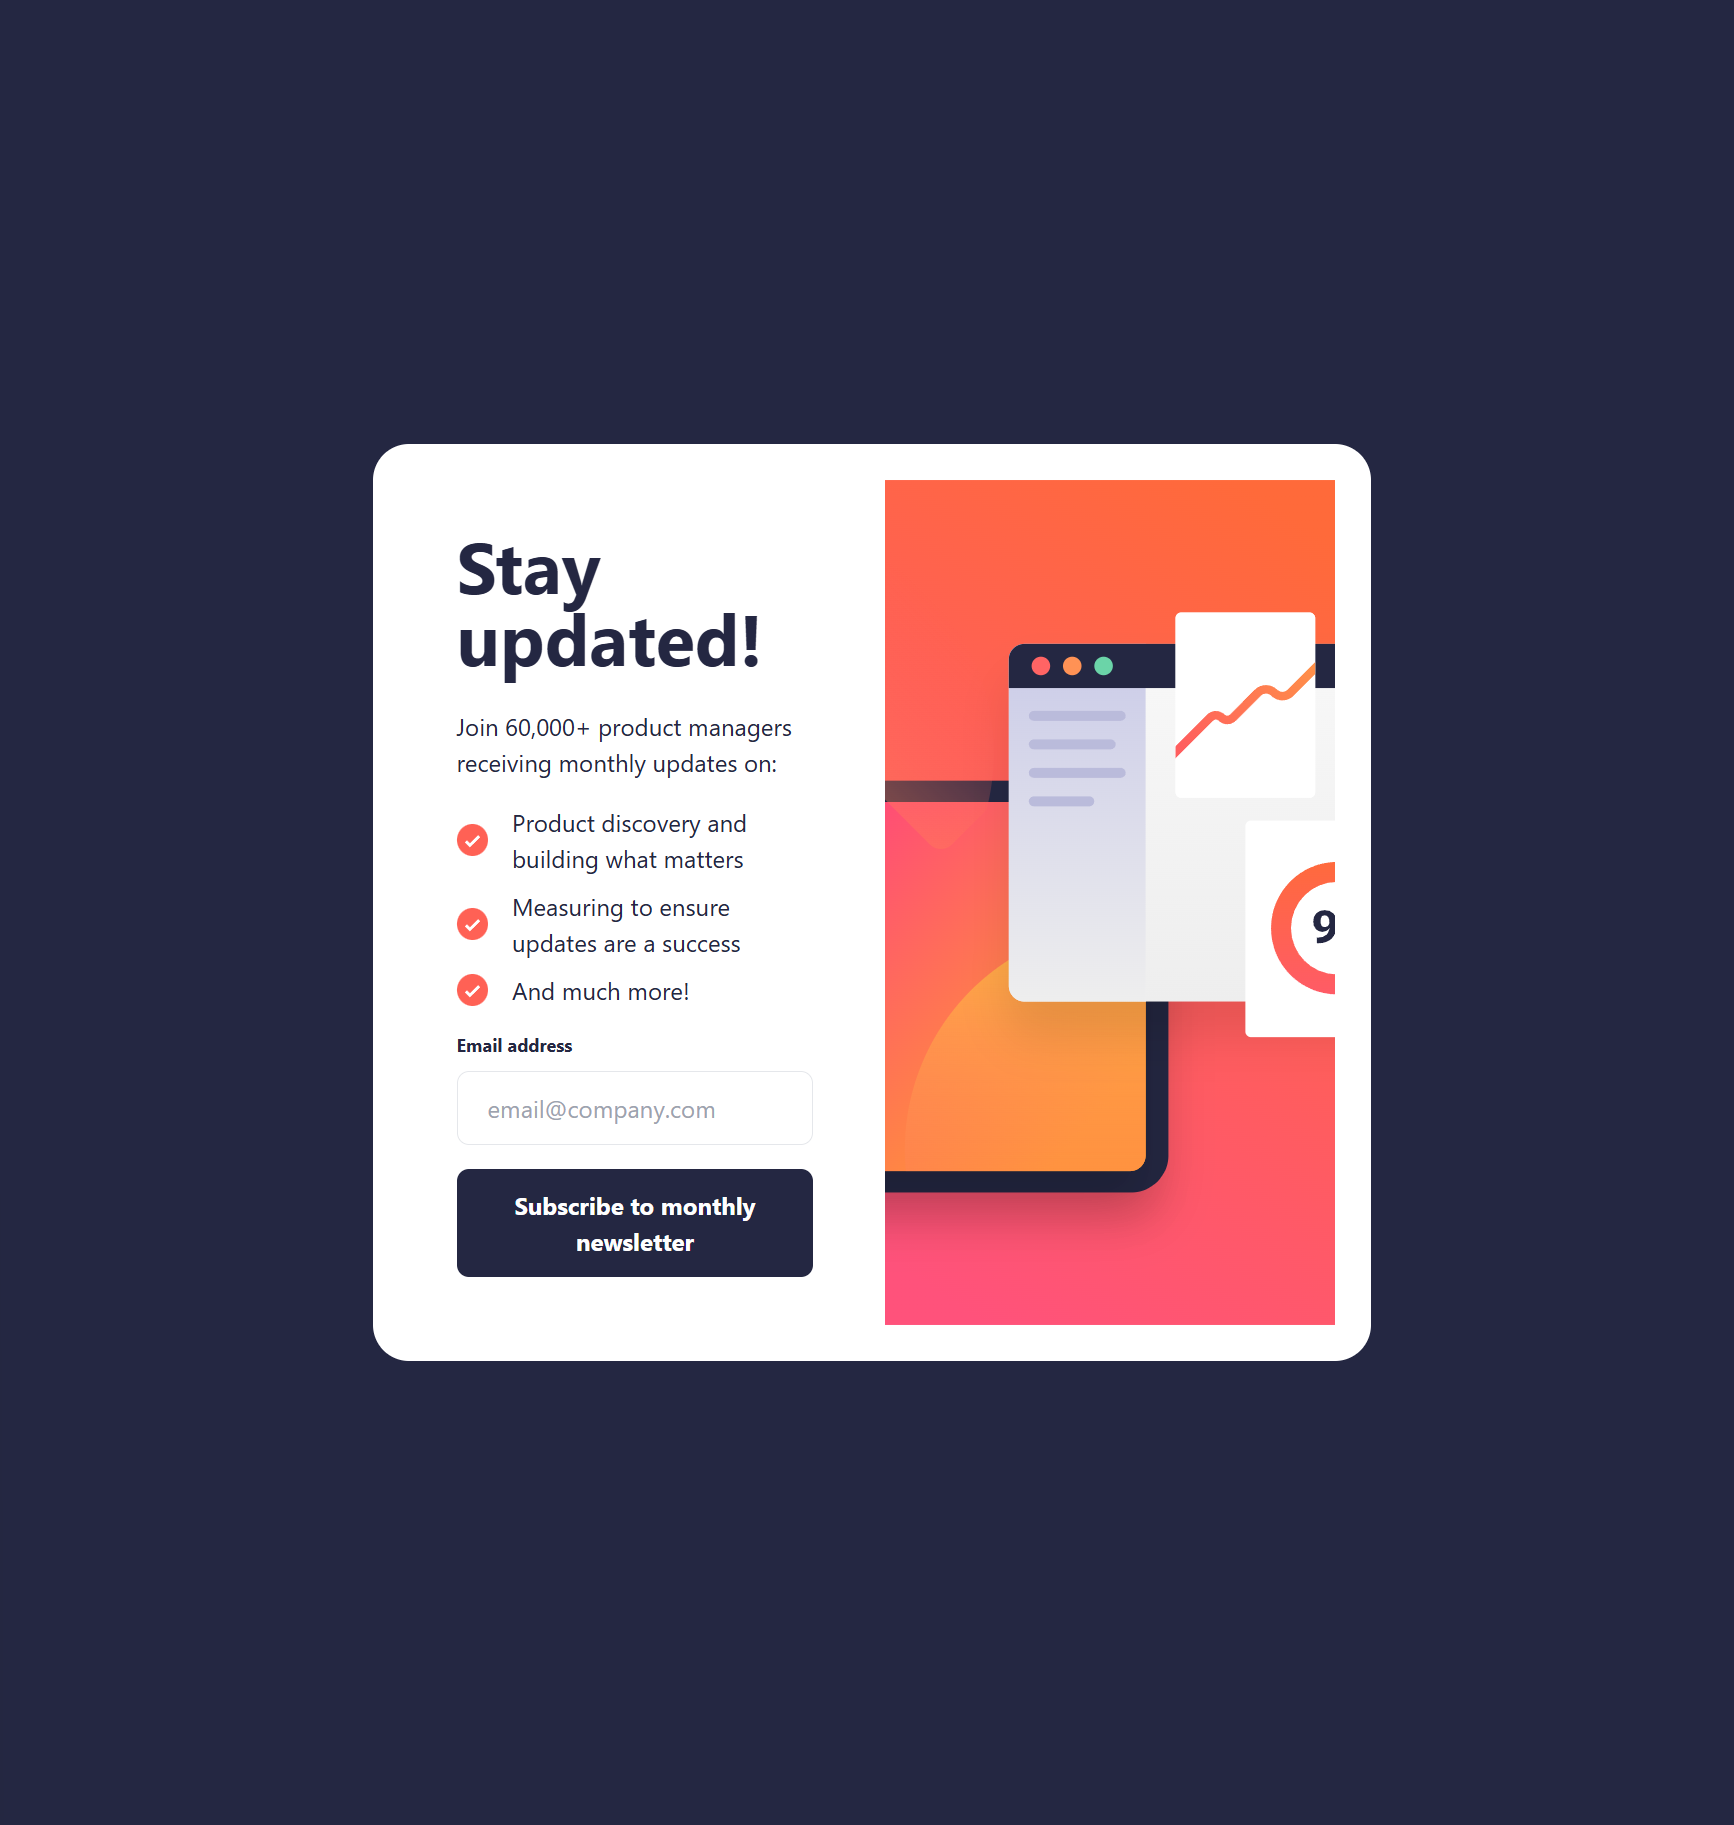 Stay
updated!
Join 60,000+ product managers
receiving monthly updates on:
Product discovery and
building what matters
Measuring to ensure
updates are a success
And much more!
Email address
email@company.com
Subscribe to monthly
newsletter
9